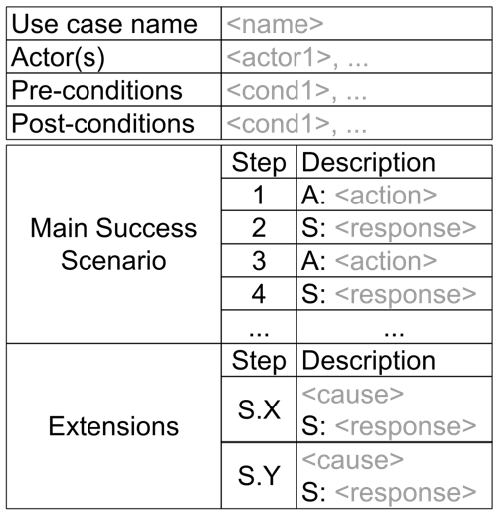 Use case name <name>
Actor(s) <actor1>, ...
Pre-conditions <cond1>, ...
Post-conditions <cond1>, ...
Main Success
Scenario
Step Description
1 A: <action>
2 S: <response>
3 A: <action>
4 S: <response>
... ...
Extensions
Step Description
S.X <cause>
S: <response>
S.Y <cause>
S: <response>